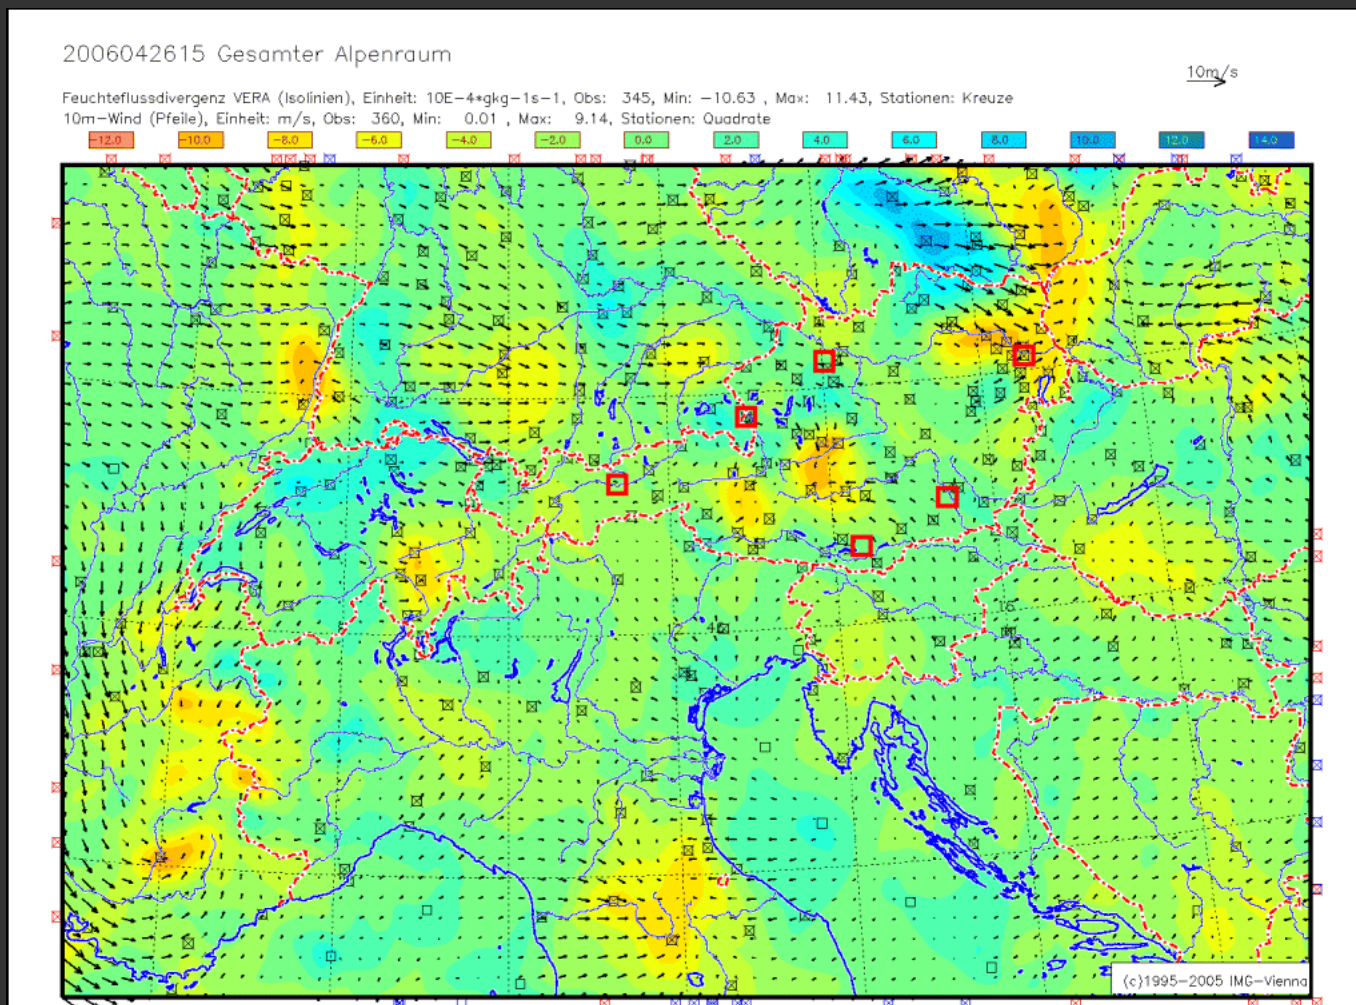 2006042615 Gesamter Alpenraum
10m/s
Feuchteflussdivergenz VERA (Isolinien), Einheit: 10E-4*gkg-1s-1, Obs: 345, Min: -10.63 , Max: 11.43, Stationen: Kreuze
10m-Wind (Pfeile), Einheit: m/s, Obs: 360, Min: 0.01 , Max: 9.14, Stationen: Quadrate
-12.0 -10.0 -8.0 -6.0 -4.0 -2.0 0.0 2.0 4.0 6.0 8.0 10.0 12.0 14.0
16
12
(c)1995-2005 IMG-Vienna